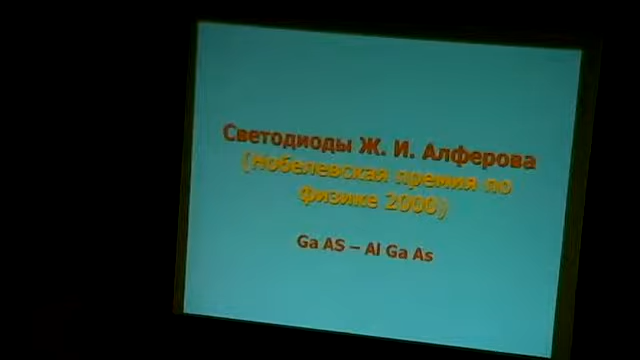 Светодиоды Ж. И. Алферова
(Нобелевская премия по
физике 2000)
Ga AS – Al Ga As